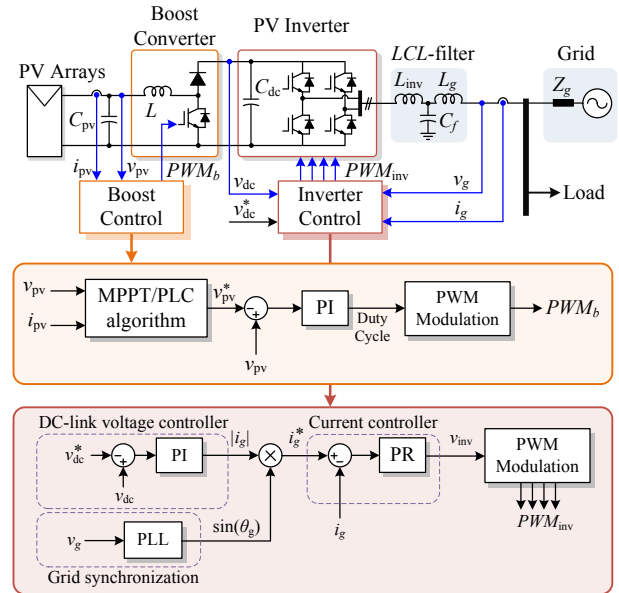 Boost Converter
PV Inverter
LCL-filter
Grid
PV Arrays
L
C_pv
C_dc
L_inv
L_g
C_f
Z_g
i_pv
v_pv
PWM_b
v_dc
PWM_inv
v_g
Boost Control
v*_dc
Inverter Control
i_g
Load
v_pv
i_pv
MPPT/PLC algorithm
v*_pv
+
−
v_pv
PI
Duty Cycle
PWM Modulation
PWM_b
DC-link voltage controller
|i_g|
i*_g
Current controller
v*_dc
−
+
v_dc
PI
×
+
−
i_g
PR
v_inv
PWM Modulation
PWM_inv
v_g
PLL
sin(θ_g)
Grid synchronization